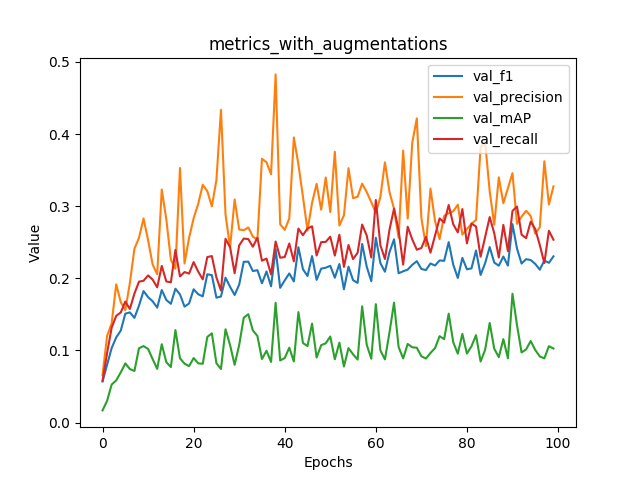 metrics_with_augmentations
val_f1
val_precision
val_mAP
val_recall
0.5
0.4
0.3
0.2
0.1
0.0
Value
0 20 40 60 80 100
Epochs